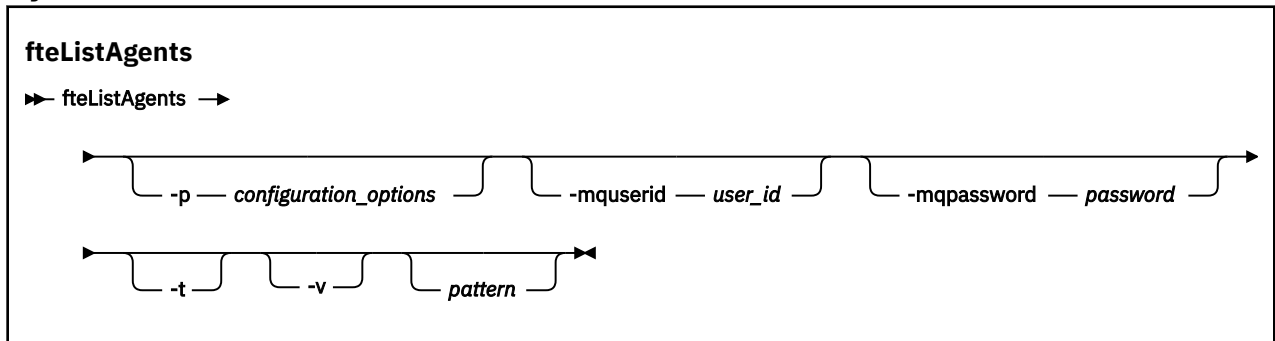 fteListAgents
fteListAgents
-p configuration_options -mquserid user_id -mqpassword password
-t -v pattern